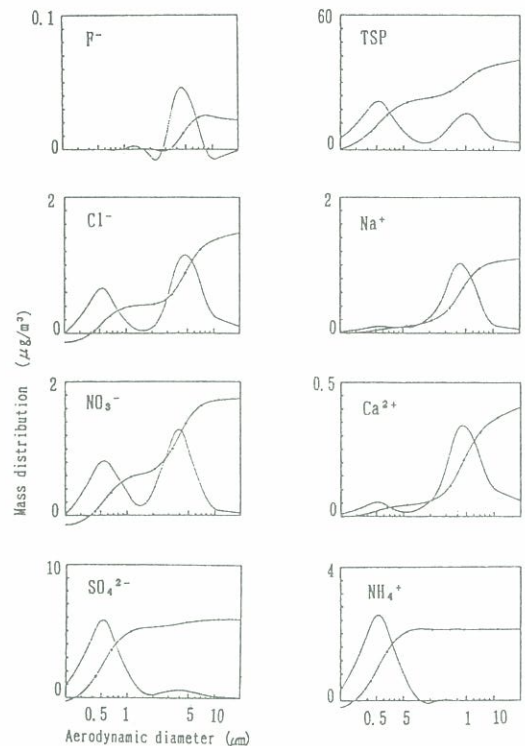 0.1
F⁻
0
60
TSP
0
2
Cl⁻
0
2
Na⁺
0
2
NO₃⁻
0
0.5
Ca²⁺
0
10
SO₄²⁻
0
4
NH₄⁺
0
Mass distribution (μg/m³)
0.5 1 5 10
0.5 5 1 10
Aerodynamic diameter (μm)